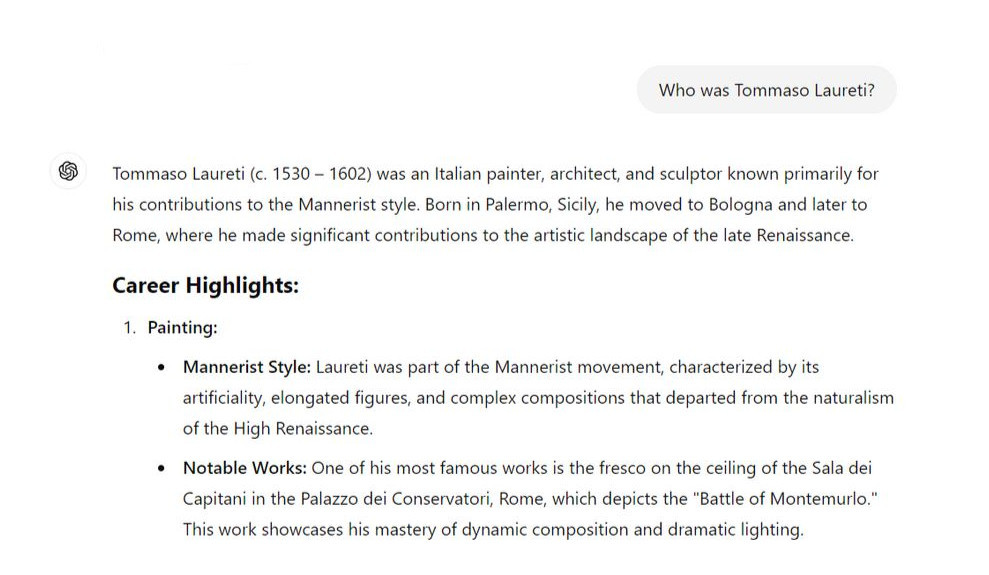 Who was Tommaso Laureti?
Tommaso Laureti (c. 1530 – 1602) was an Italian painter, architect, and sculptor known primarily for
his contributions to the Mannerist style. Born in Palermo, Sicily, he moved to Bologna and later to
Rome, where he made significant contributions to the artistic landscape of the late Renaissance.
Career Highlights:
1. Painting:
• Mannerist Style: Laureti was part of the Mannerist movement, characterized by its
artificiality, elongated figures, and complex compositions that departed from the naturalism
of the High Renaissance.
• Notable Works: One of his most famous works is the fresco on the ceiling of the Sala dei
Capitani in the Palazzo dei Conservatori, Rome, which depicts the "Battle of Montemurlo."
This work showcases his mastery of dynamic composition and dramatic lighting.